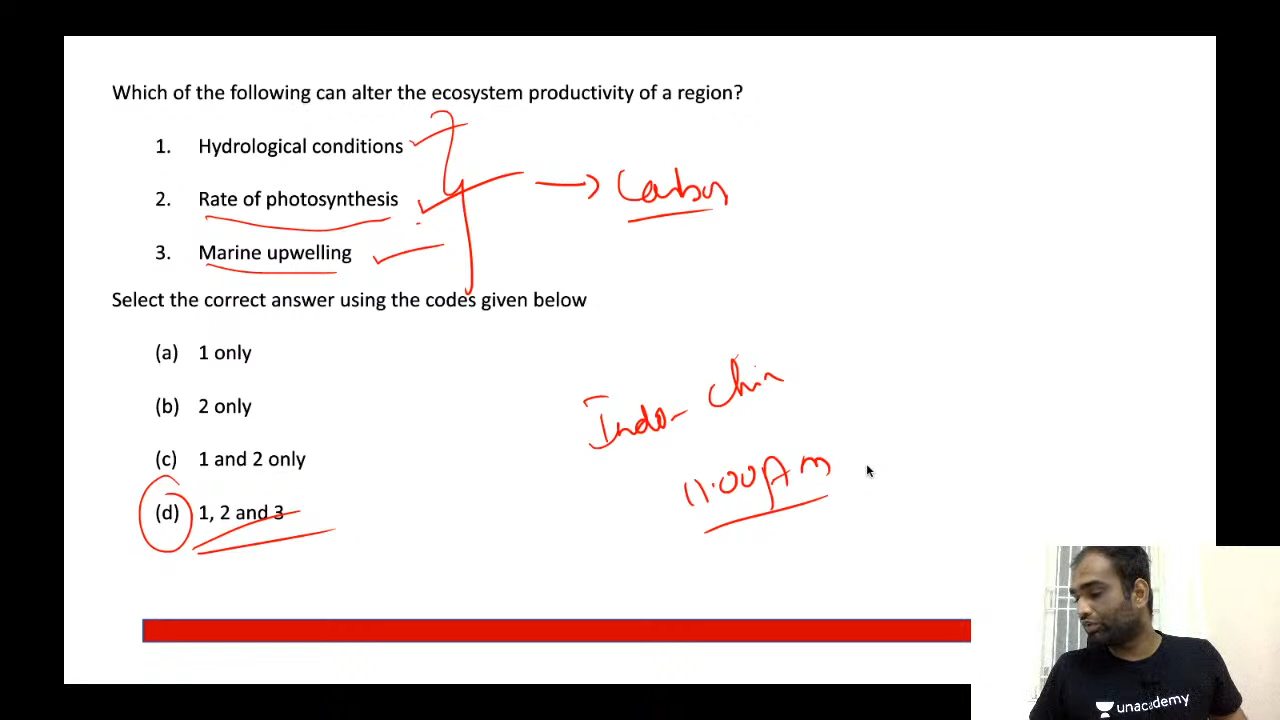 Which of the following can alter the ecosystem productivity of a region?
1. Hydrological conditions
2. Rate of photosynthesis
3. Marine upwelling
Carbon
Select the correct answer using the codes given below
(a) 1 only
(b) 2 only
(c) 1 and 2 only
(d) 1, 2 and 3
Indo- Chin
11.00 AM
unacademy